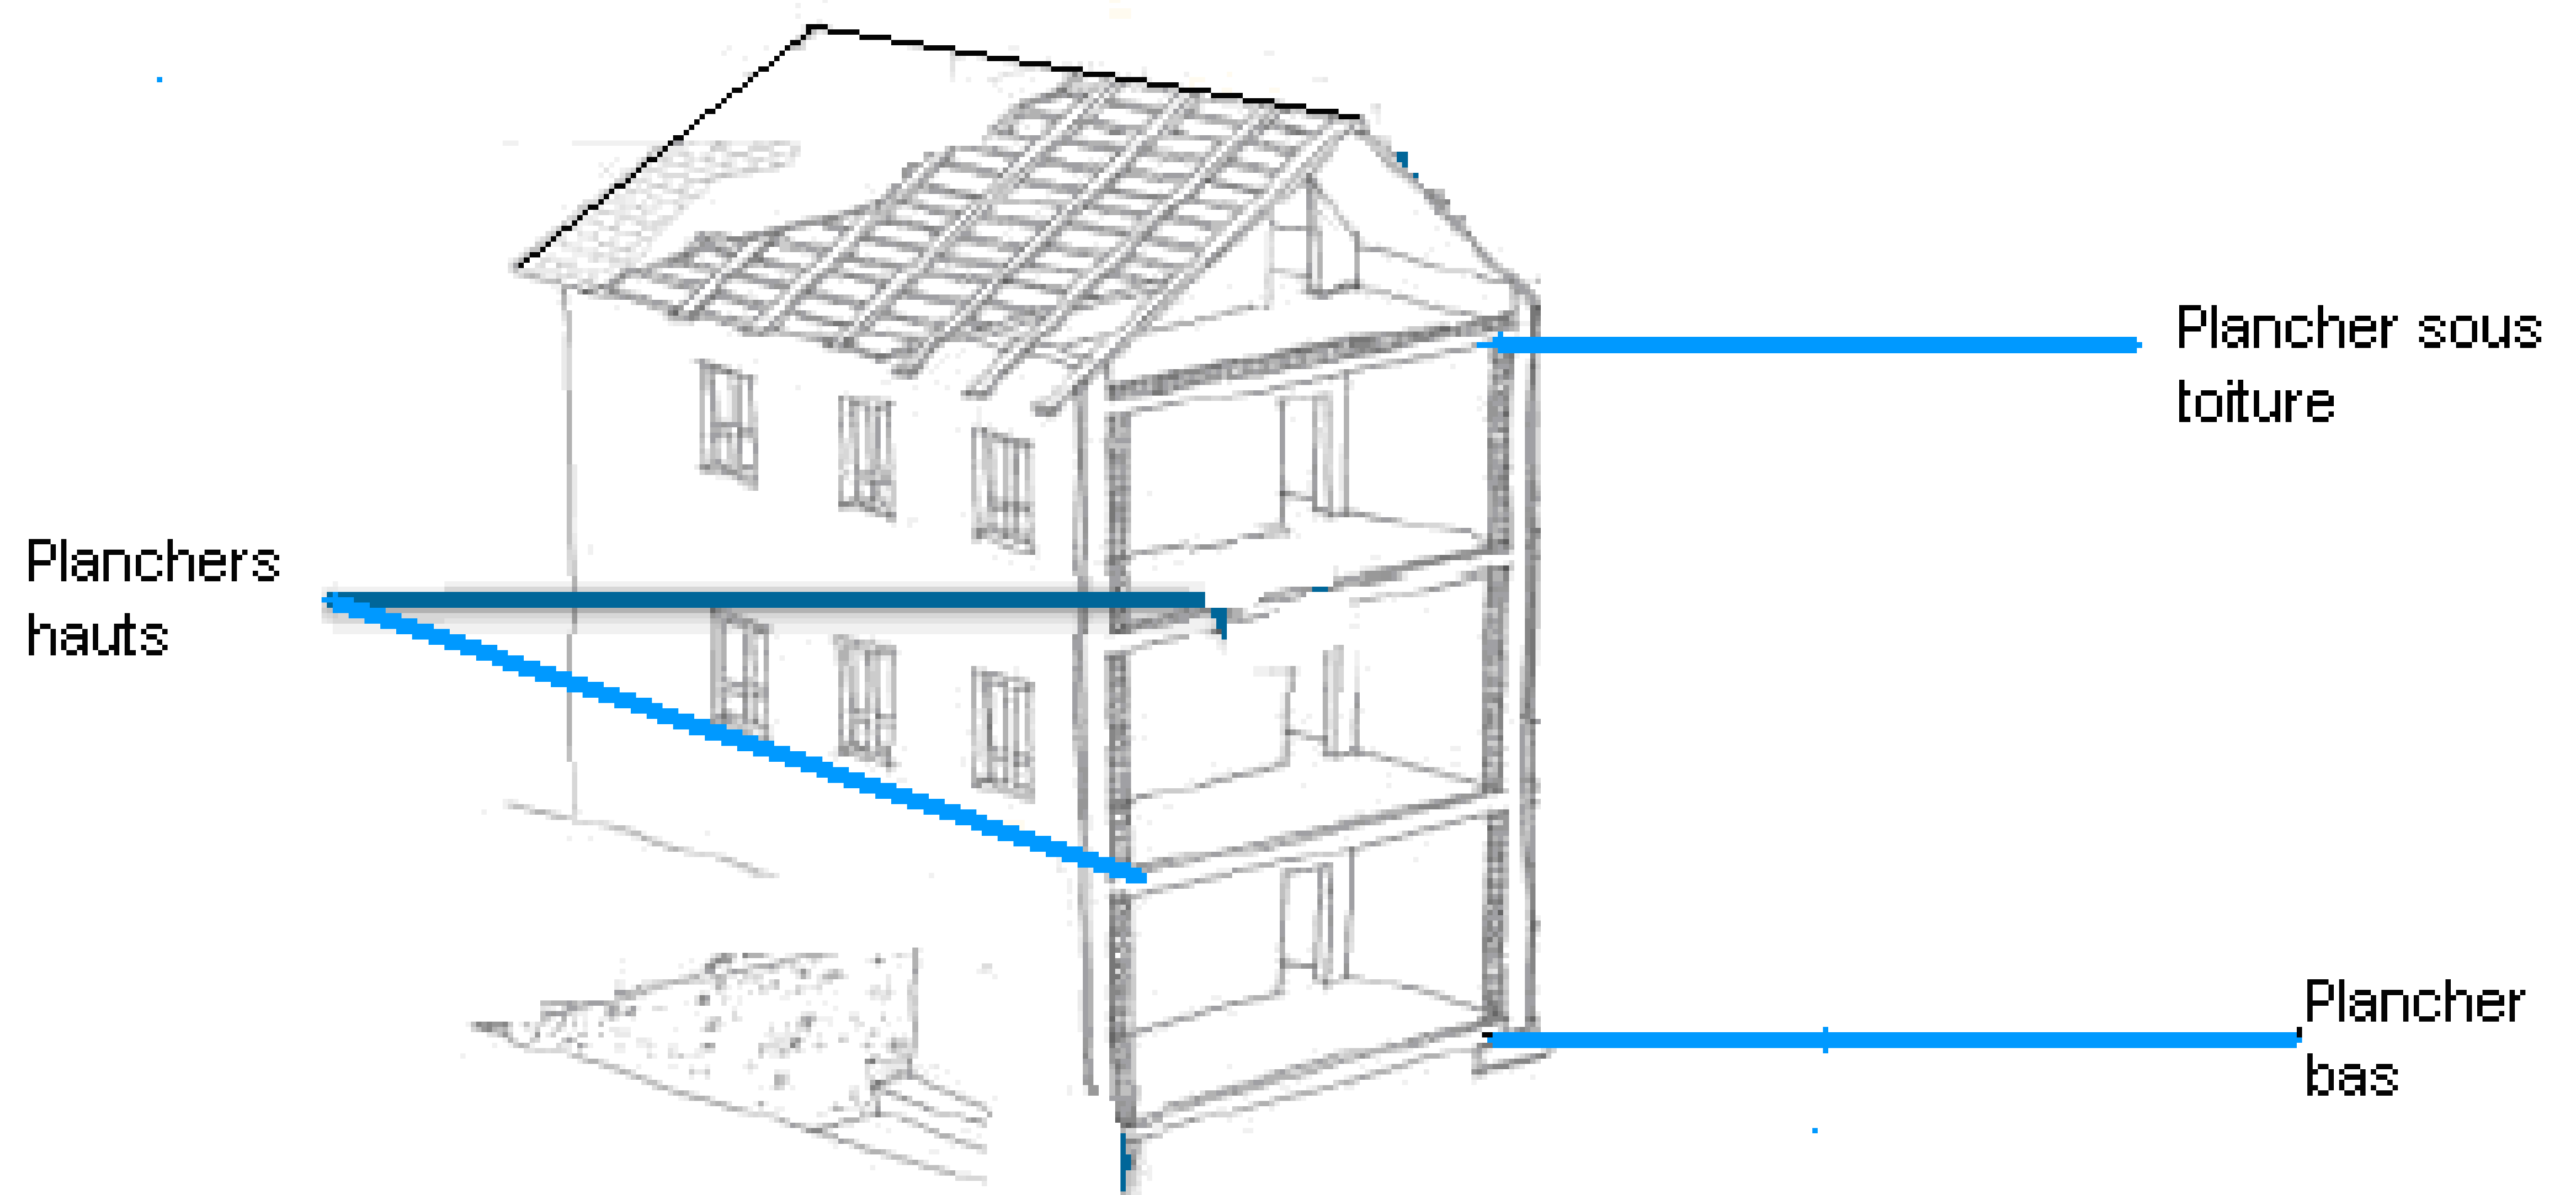 Plancher sous
toiture
Planchers
hauts
Plancher
bas